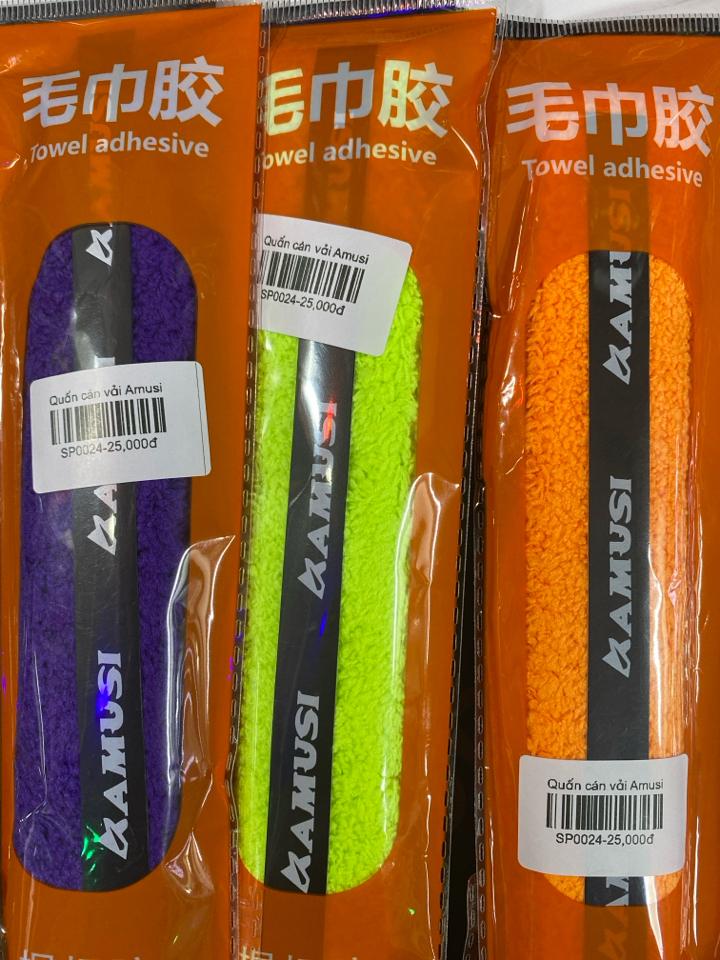 毛巾胶
Towel adhesive
AMUSI
Quấn cán vải Amusi
SP0024-25,000đ
AMUSI
毛巾胶
owel adhesive
Quấn cán vải Amusi
SP0024-25,000đ
AMUSI
AMUSI
毛巾胶
Towel adhesive
AMUSI
AMUSI
Quấn cán vải Amusi
SP0024-25,000đ